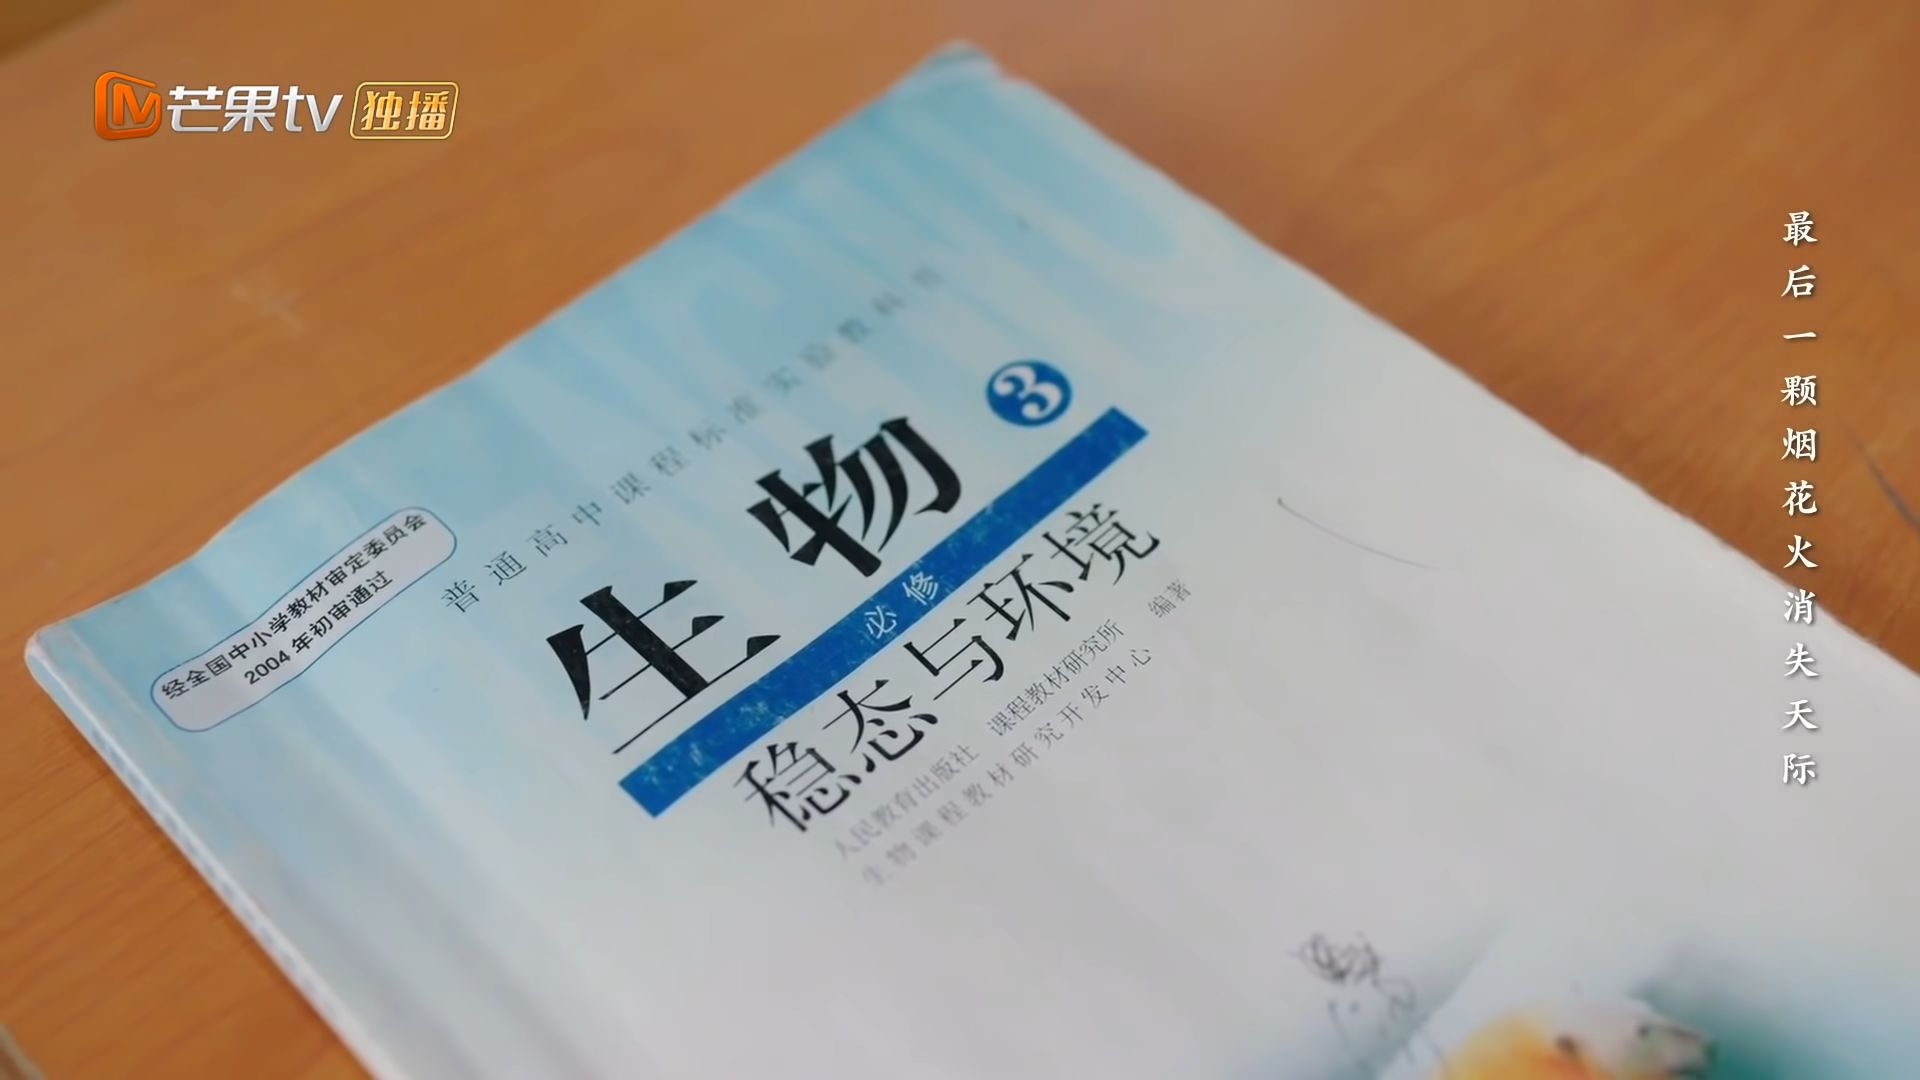 芒果tv 独播
经全国中小学教材审定委员会
2004 年初审通过
普通高中课程标准实验教科书
生物 3
必修
稳态与环境
人民教育出版社 课程教材研究所
生物课程教材研究开发中心
编著
最后一颗烟花火消失天际